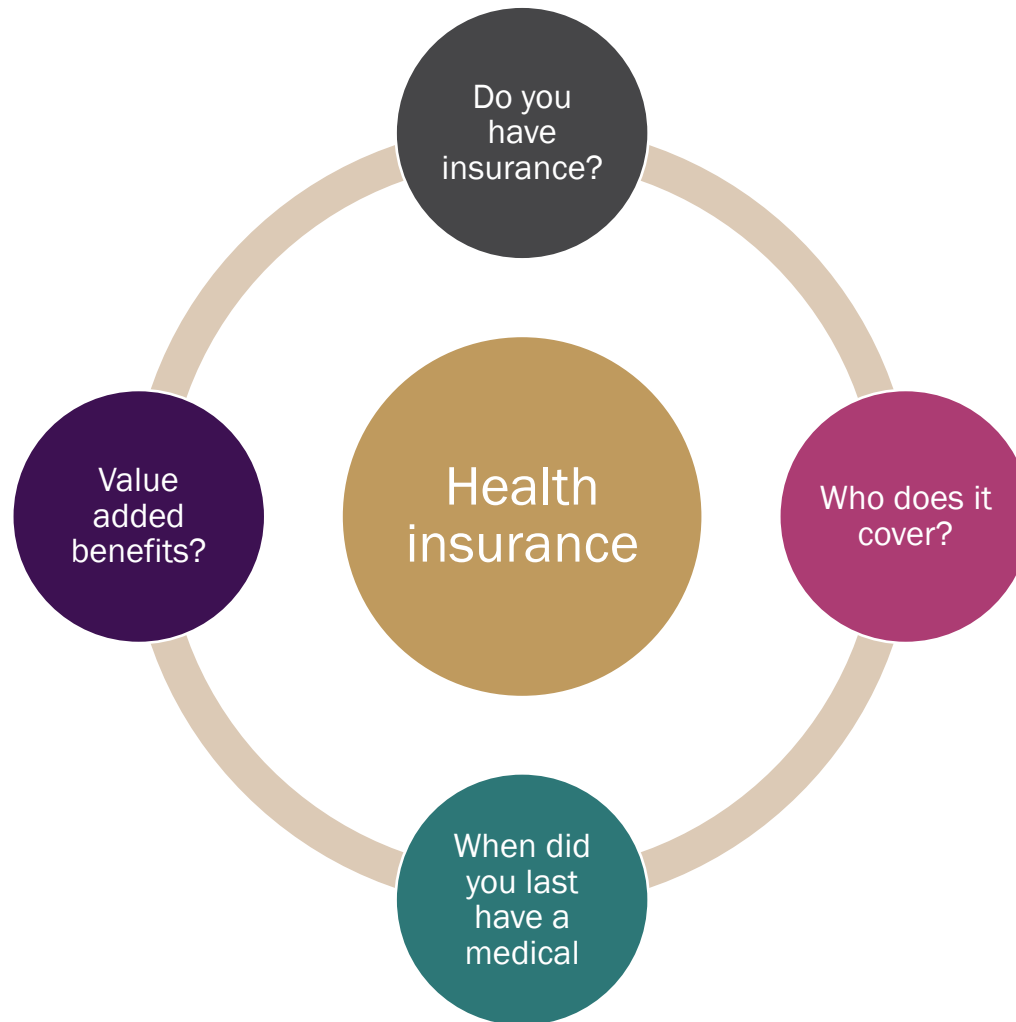 Do you
have
insurance?
Health
insurance
Who does it
cover?
When did
you last
have a
medical
Value
added
benefits?